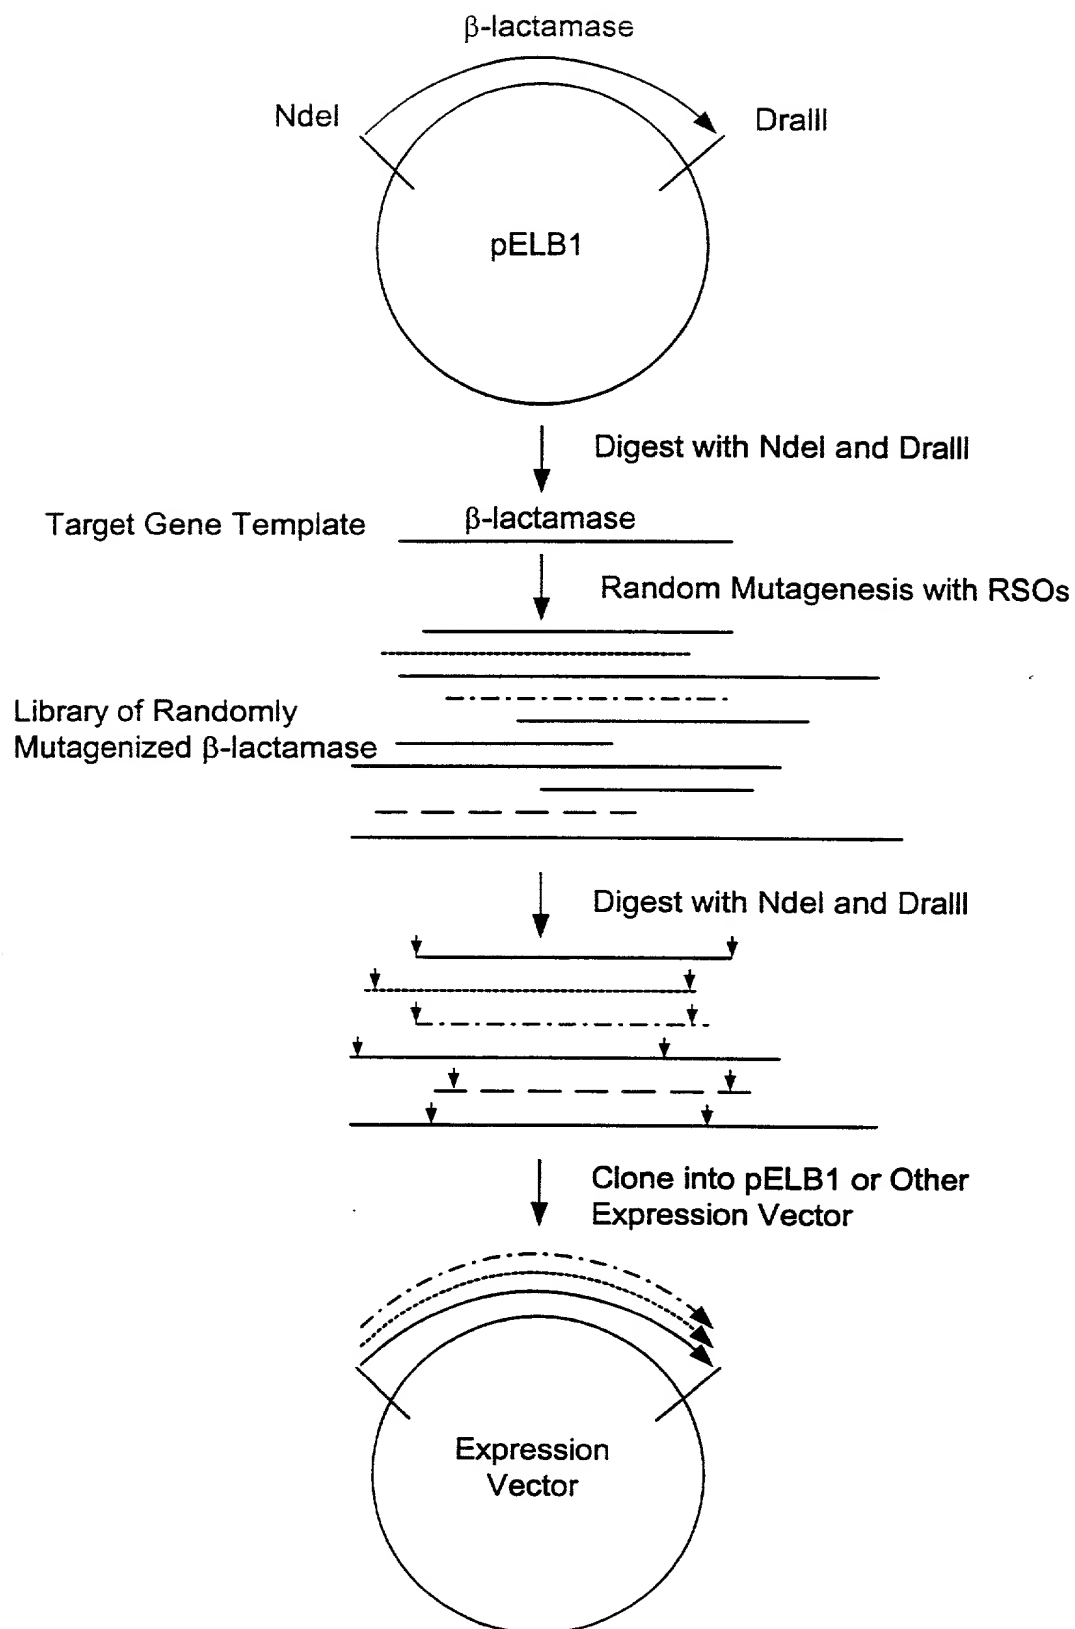 β-lactamase
NdeI
DraIII
pELB1
Digest with NdeI and DraIII
Target Gene Template
β-lactamase
Random Mutagenesis with RSOs
Library of Randomly
Mutagenized β-lactamase
Digest with NdeI and DraIII
Clone into pELB1 or Other
Expression Vector
Expression
Vector